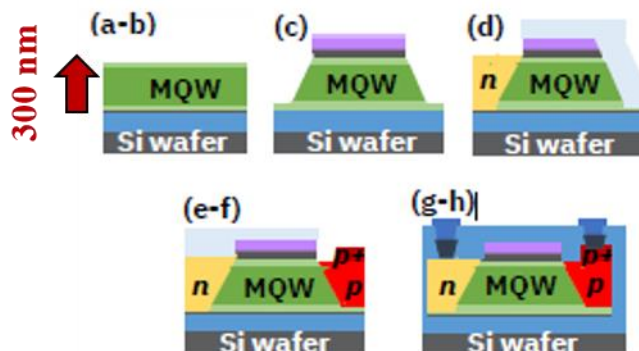 300 nm
(a-b)
MQW
Si wafer
(c)
MQW
Si wafer
(d)
n
MQW
Si wafer
(e-f)
n
MQW
p+
p
Si wafer
(g-h)
n
MQW
p+
p
Si wafer